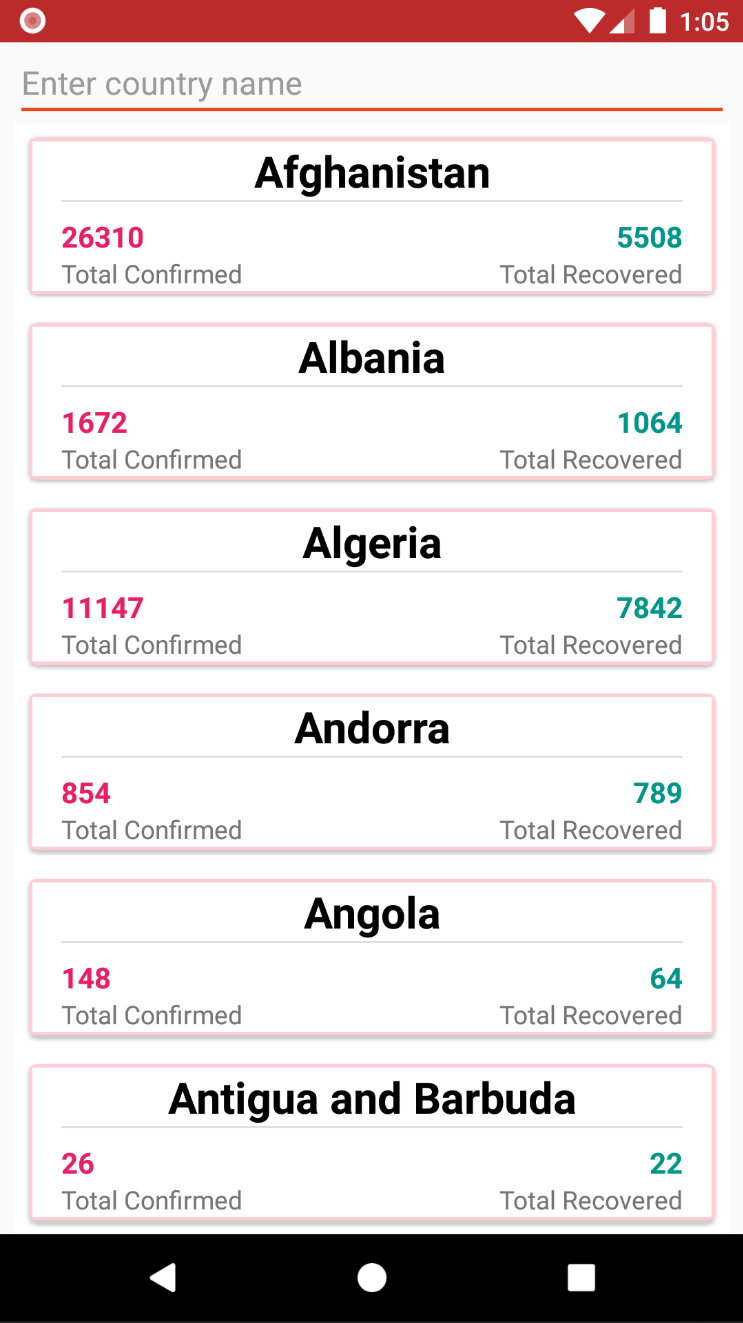 1:05
Enter country name
Afghanistan
26310 5508
Total Confirmed Total Recovered
Albania
1672 1064
Total Confirmed Total Recovered
Algeria
11147 7842
Total Confirmed Total Recovered
Andorra
854 789
Total Confirmed Total Recovered
Angola
148 64
Total Confirmed Total Recovered
Antigua and Barbuda
26 22
Total Confirmed Total Recovered